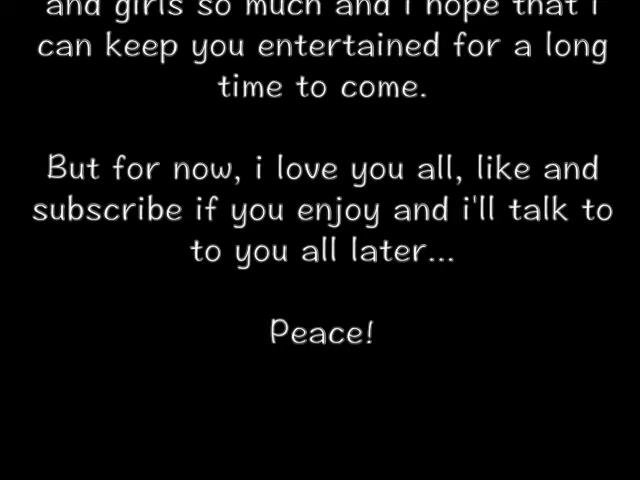 and girls so much and i hope that i
can keep you entertained for a long
time to come.
But for now, i love you all, like and
subscribe if you enjoy and i'll talk to
to you all later...
Peace!